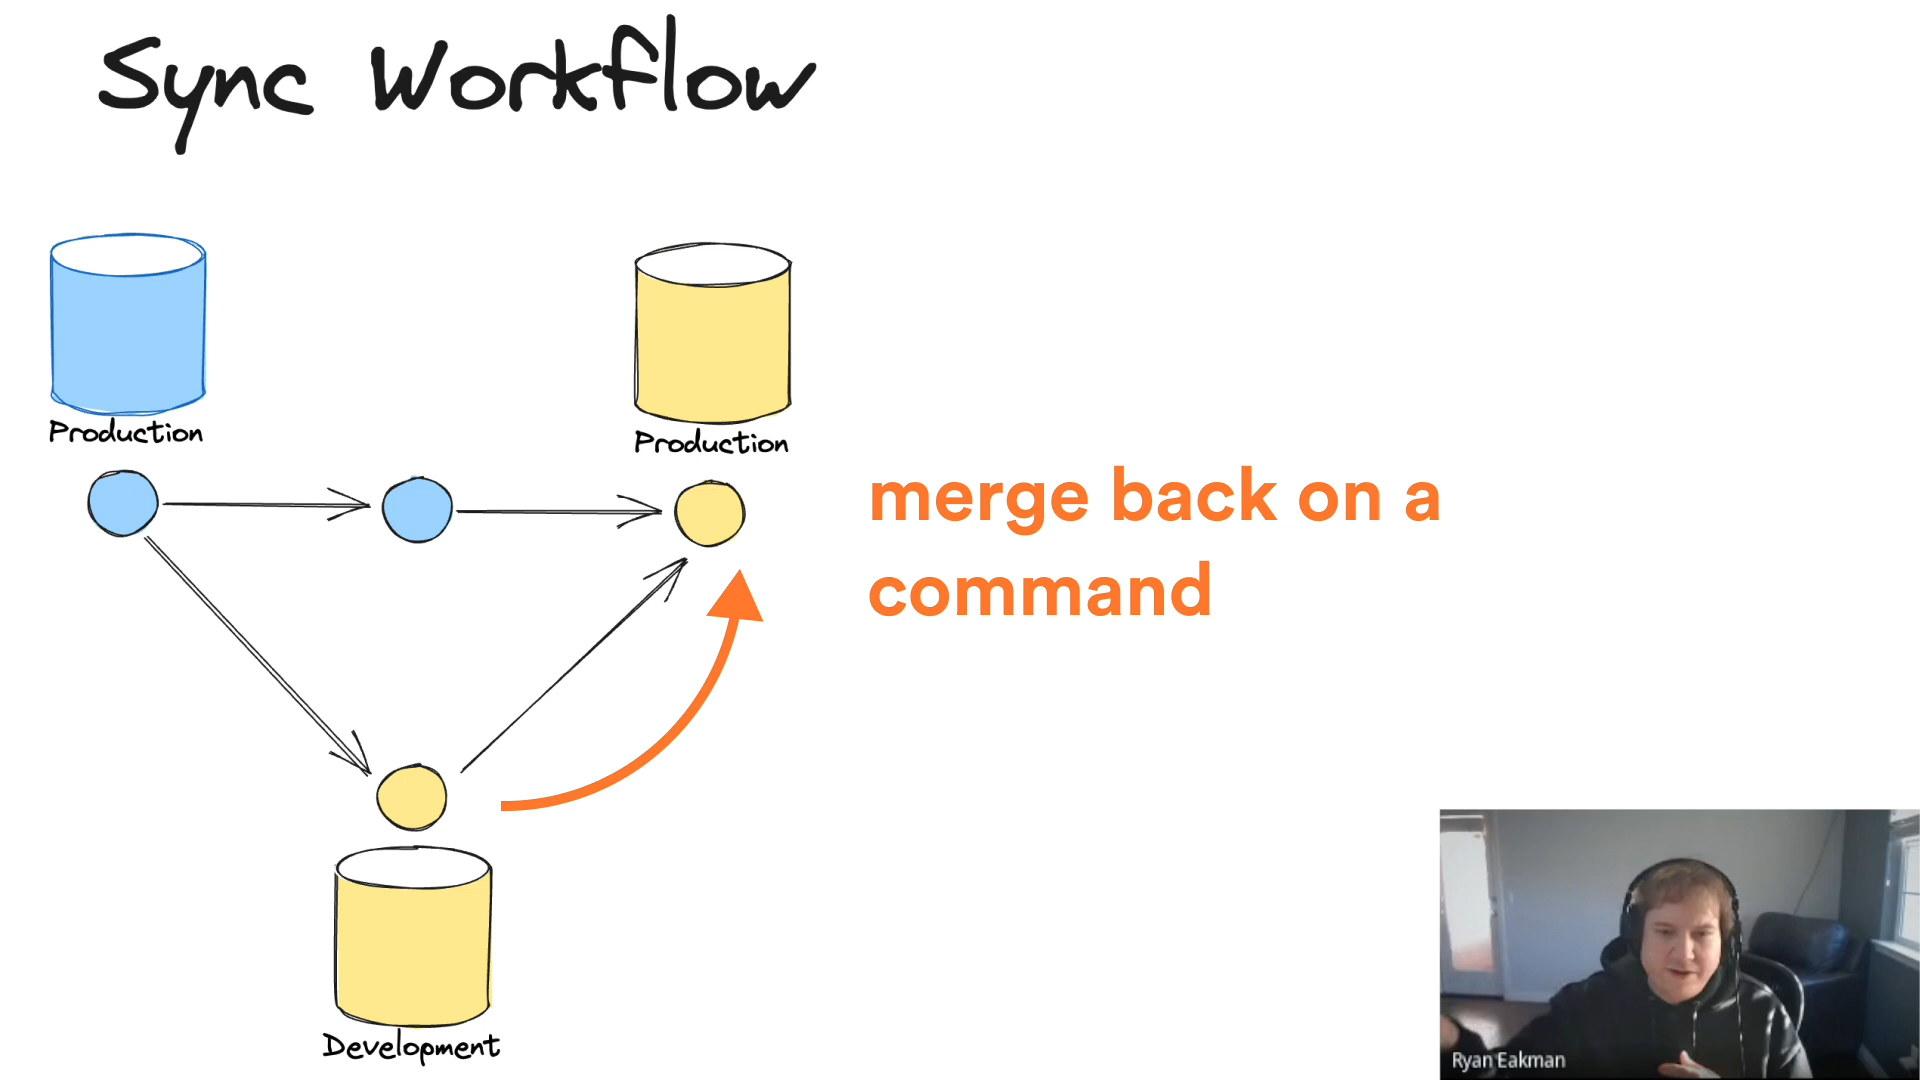 Sync Workflow
Production
Production
merge back on a
command
Development
Ryan Eakman